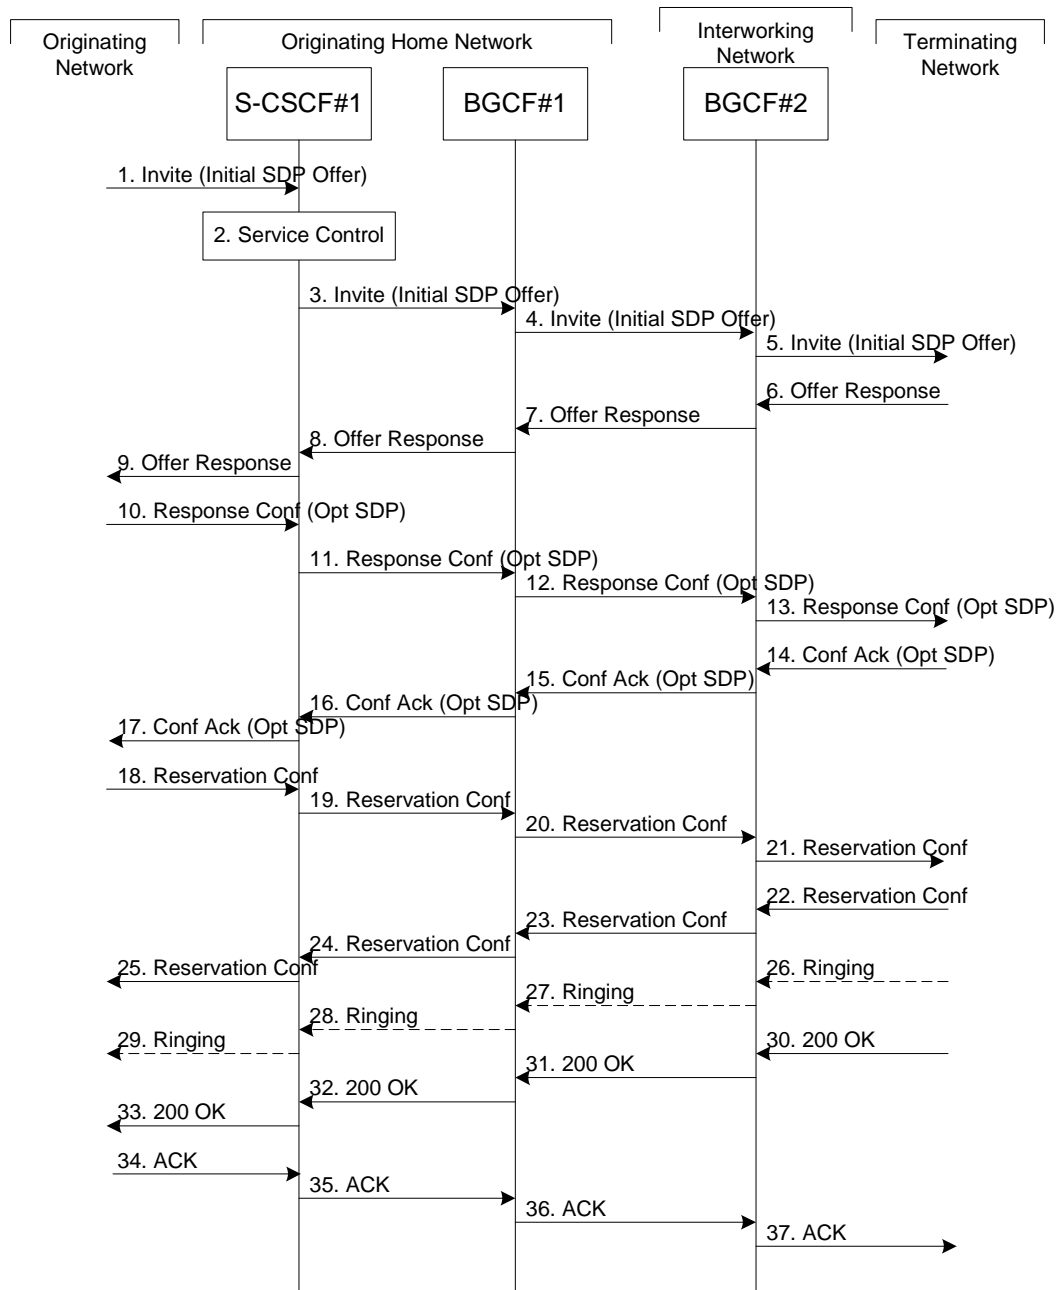 Originating
Network
Originating Home Network
Interworking
Network
Terminating
Network
S-CSCF#1
BGCF#1
BGCF#2
1. Invite (Initial SDP Offer)
2. Service Control
3. Invite (Initial SDP Offer)
4. Invite (Initial SDP Offer)
5. Invite (Initial SDP Offer)
6. Offer Response
7. Offer Response
8. Offer Response
9. Offer Response
10. Response Conf (Opt SDP)
11. Response Conf (Opt SDP)
12. Response Conf (Opt SDP)
13. Response Conf (Opt SDP)
14. Conf Ack (Opt SDP)
15. Conf Ack (Opt SDP)
16. Conf Ack (Opt SDP)
17. Conf Ack (Opt SDP)
18. Reservation Conf
19. Reservation Conf
20. Reservation Conf
21. Reservation Conf
22. Reservation Conf
23. Reservation Conf
24. Reservation Conf
25. Reservation Conf
26. Ringing
27. Ringing
28. Ringing
29. Ringing
30. 200 OK
31. 200 OK
32. 200 OK
33. 200 OK
34. ACK
35. ACK
36. ACK
37. ACK